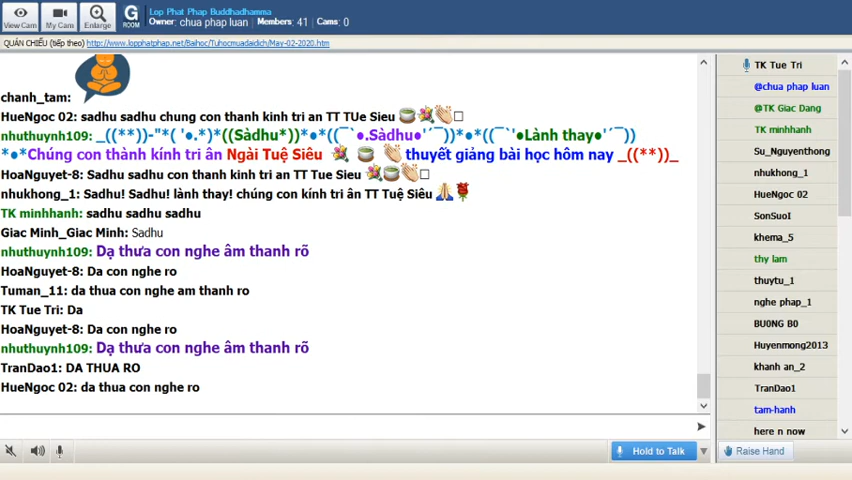 View Cam
My Cam
Enlarge
G
ROOM
Lop Phat Phap Buddhadhamma
Owner: chua phap luan Members: 41 Cams: 0
QUÁN CHIẾU (tiếp theo) http://www.lopphatphap.net/Baihoc/Tuhocmuadaidich/May-02-2020.htm
chanh_tam:
HueNgoc 02: sadhu sadhu chung con thanh kinh tri an TT TUe Sieu
nhuthuynh109: _((**))-"*( '●.*)*((Sàdhu*))*●*((¯`●.Sàdhu●'´¯))*●*((¯`'●Lành thay●'´¯))
*●*Chúng con thành kính tri ân Ngài Tuệ Siêu thuyết giảng bài học hôm nay _((**))_
HoaNguyet-8: Sadhu sadhu con thanh kinh tri an TT Tue Sieu
nhukhong_1: Sadhu! Sadhu! lành thay! chúng con kính tri ân TT Tuệ Siêu
TK minhhanh: sadhu sadhu sadhu
Giac Minh_Giac Minh: Sadhu
nhuthuynh109: Dạ thưa con nghe âm thanh rõ
HoaNguyet-8: Da con nghe ro
Tuman_11: da thua con nghe am thanh ro
TK Tue Tri: Da
HoaNguyet-8: Da con nghe ro
nhuthuynh109: Dạ thưa con nghe âm thanh rõ
TranDao1: DA THUA RO
HueNgoc 02: da thua con nghe ro
TK Tue Tri
@chua phap luan
@TK Giac Dang
TK minhhanh
Su_Nguyenthong
nhukhong_1
HueNgoc 02
SonSuoI
khema_5
thy lam
thuytu_1
nghe phap_1
BU0NG B0
Huyenmong2013
khanh an_2
TranDao1
tam-hanh
here n now
Hold to Talk
Raise Hand